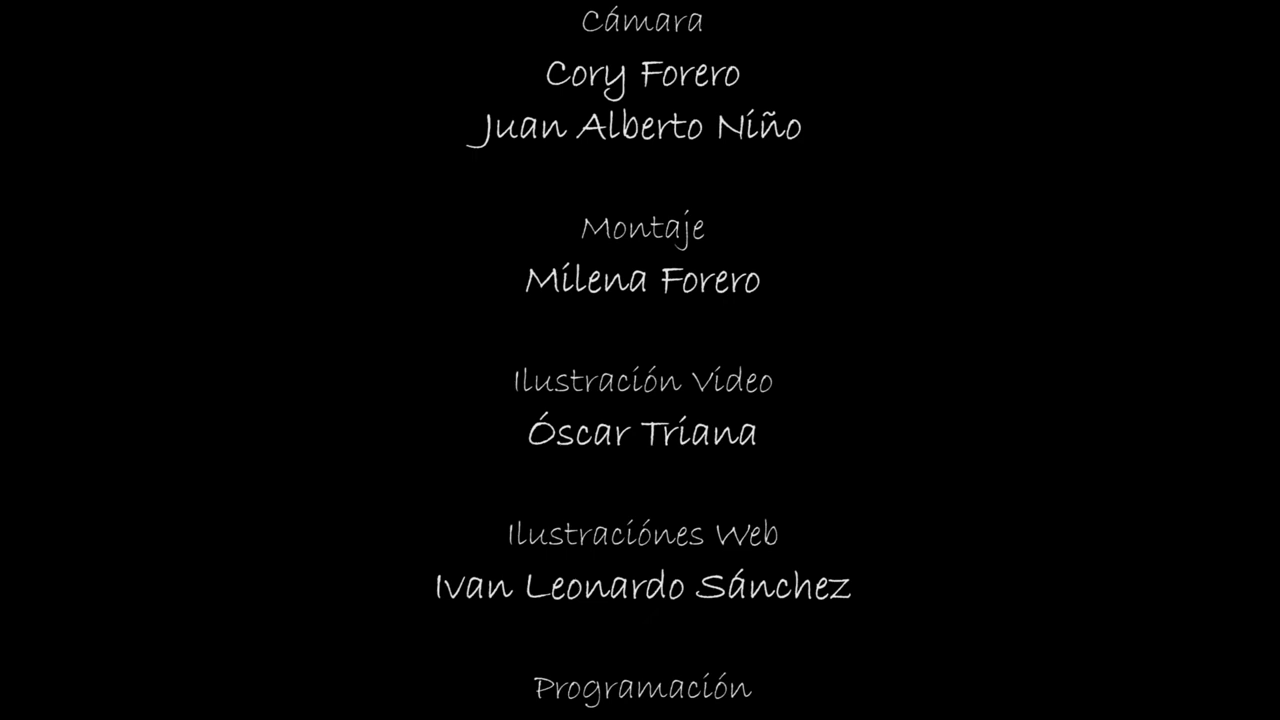 Cámara
Cory Forero
Juan Alberto Niño
Montaje
Milena Forero
Ilustración Video
Óscar Triana
Ilustraciónes Web
Ivan Leonardo Sánchez
Programación